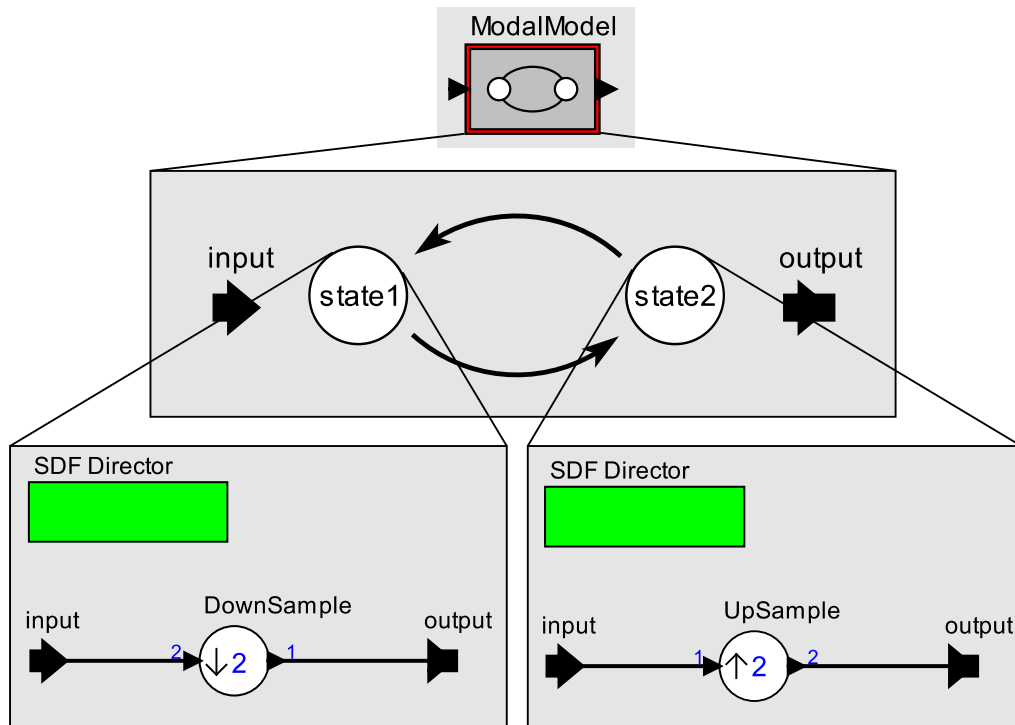 ModalModel
input
output
state1
state2
SDF Director
DownSample
input
output
2
↓2
1
SDF Director
UpSample
input
output
1
↑2
2